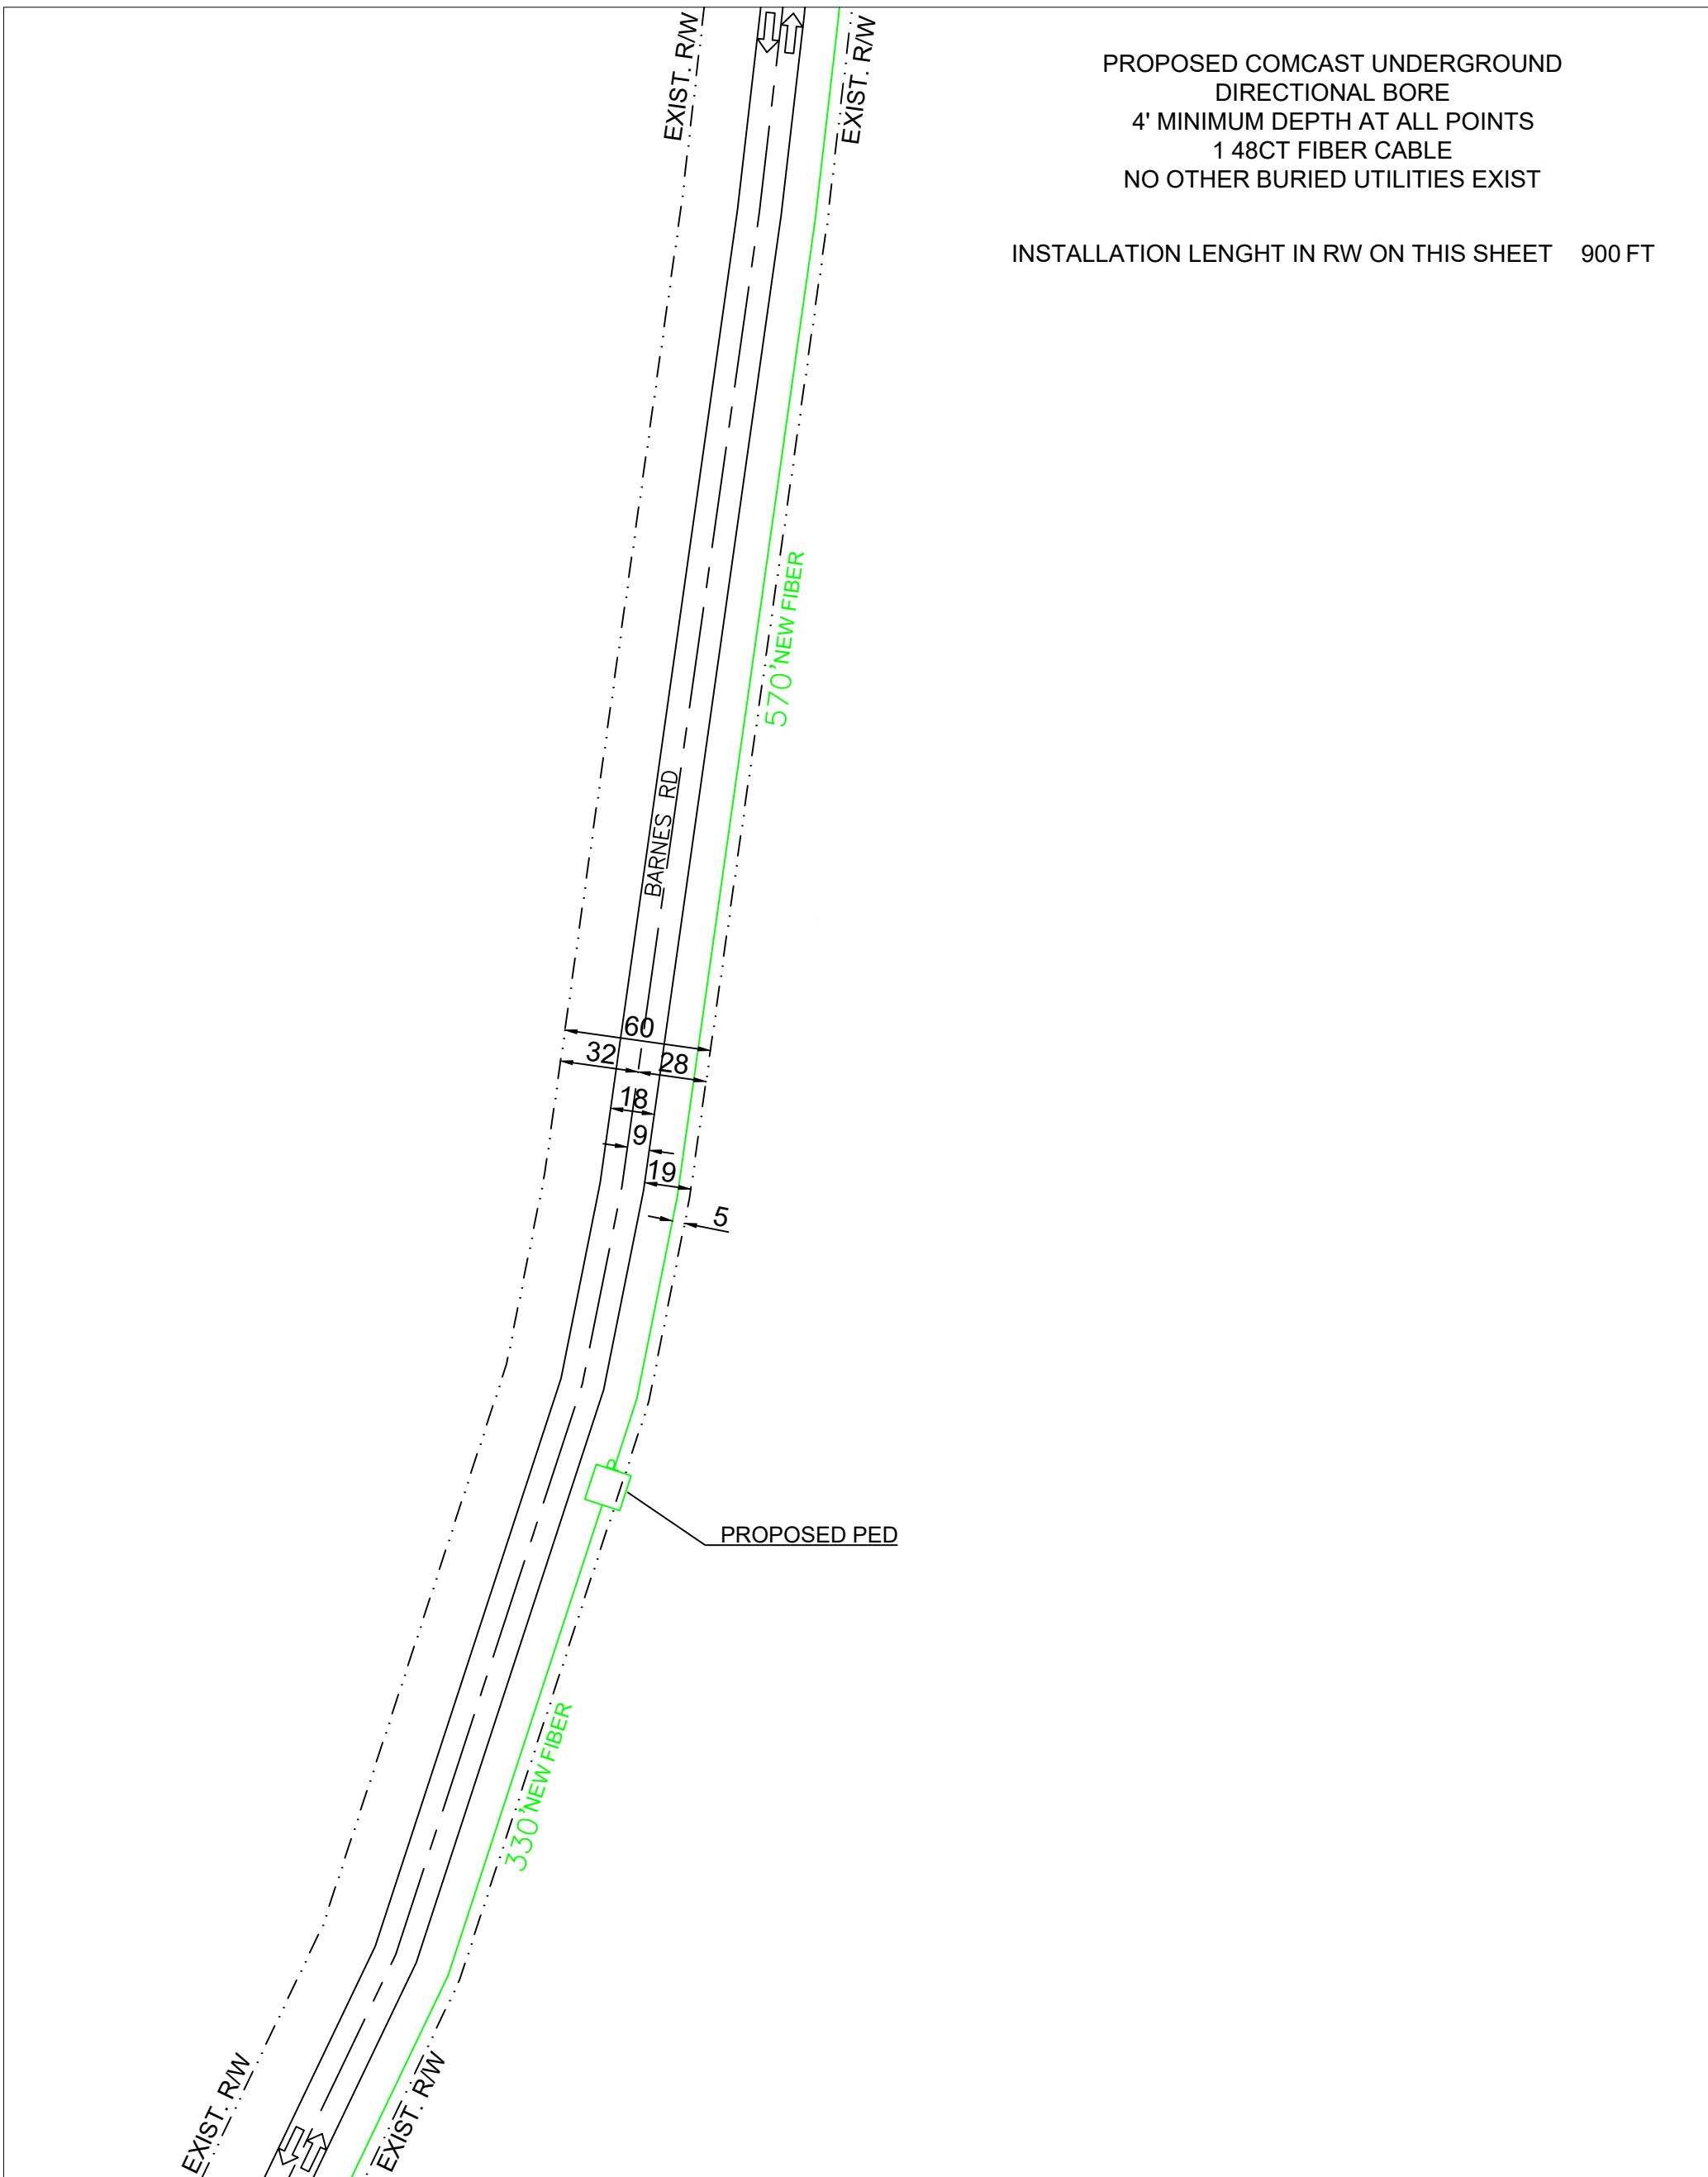 EXIST. R/W
EXIST. R/W
PROPOSED COMCAST UNDERGROUND
DIRECTIONAL BORE
4' MINIMUM DEPTH AT ALL POINTS
1 48CT FIBER CABLE
NO OTHER BURIED UTILITIES EXIST
INSTALLATION LENGHT IN RW ON THIS SHEET 900 FT
570' NEW FIBER
BARNES RD
60
32
28
18
9
19
5
P
PROPOSED PED
330' NEW FIBER
EXIST. R/W
EXIST. R/W